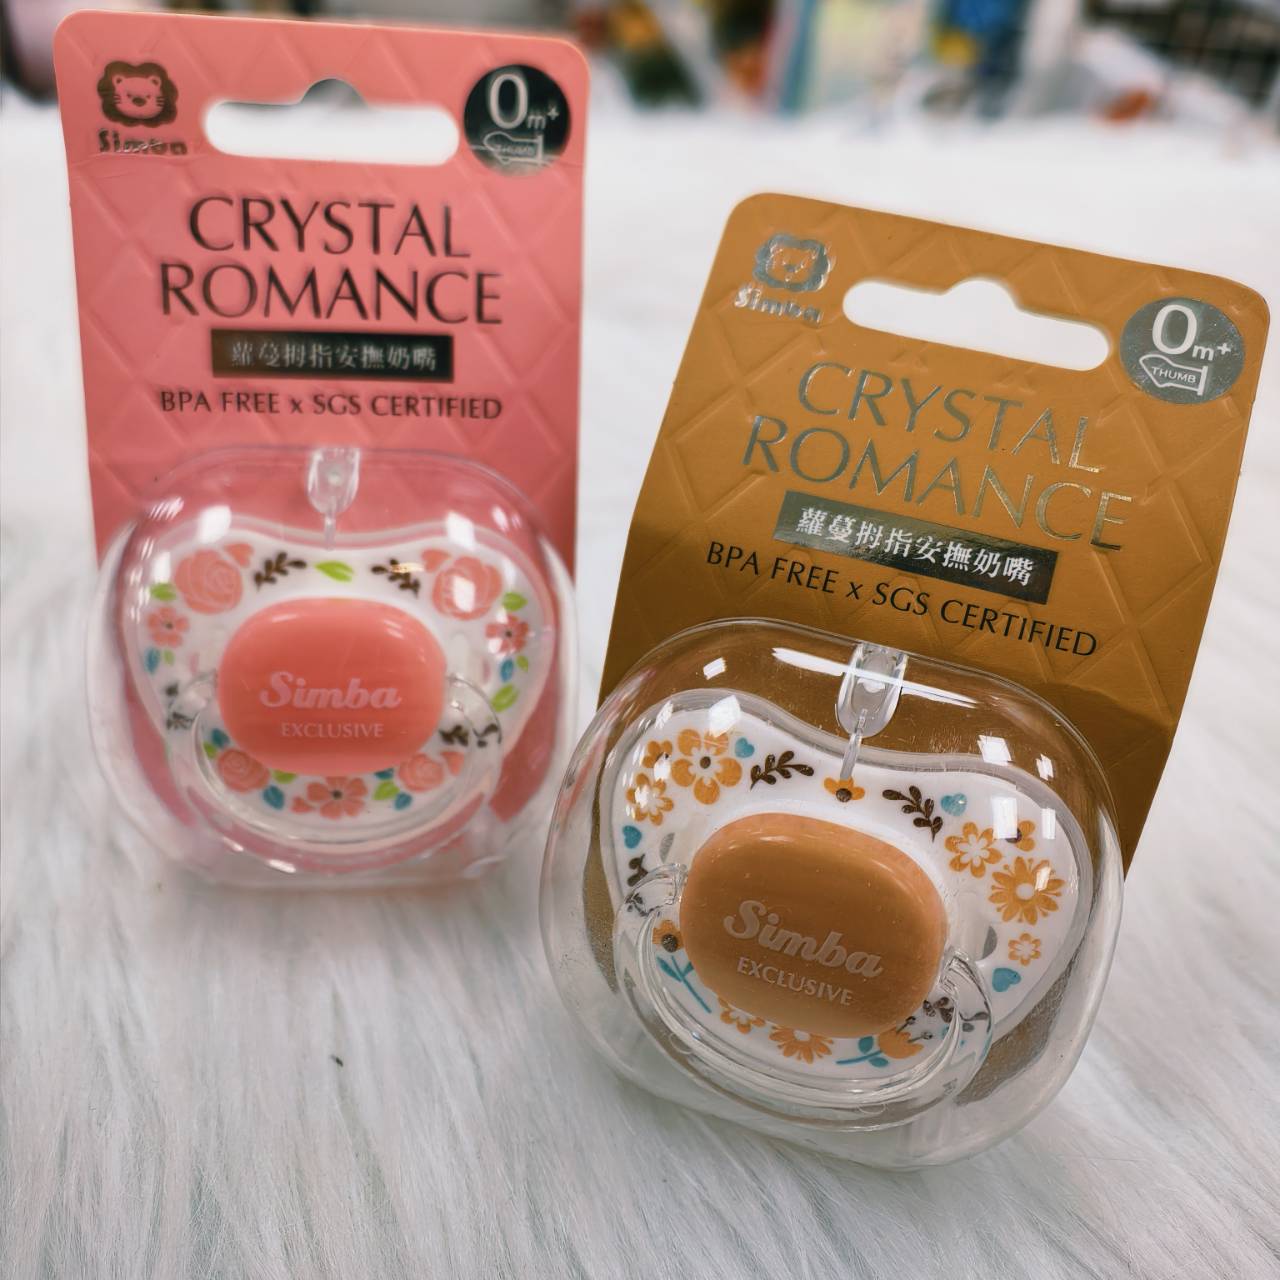 Simba
0m+
THUMB
CRYSTAL
ROMANCE
蘿蔓拇指安撫奶嘴
BPA FREE x SGS CERTIFIED
Simba
EXCLUSIVE
Simba
0m+
THUMB
CRYSTAL
ROMANCE
蘿蔓拇指安撫奶嘴
BPA FREE x SGS CERTIFIED
Simba
EXCLUSIVE